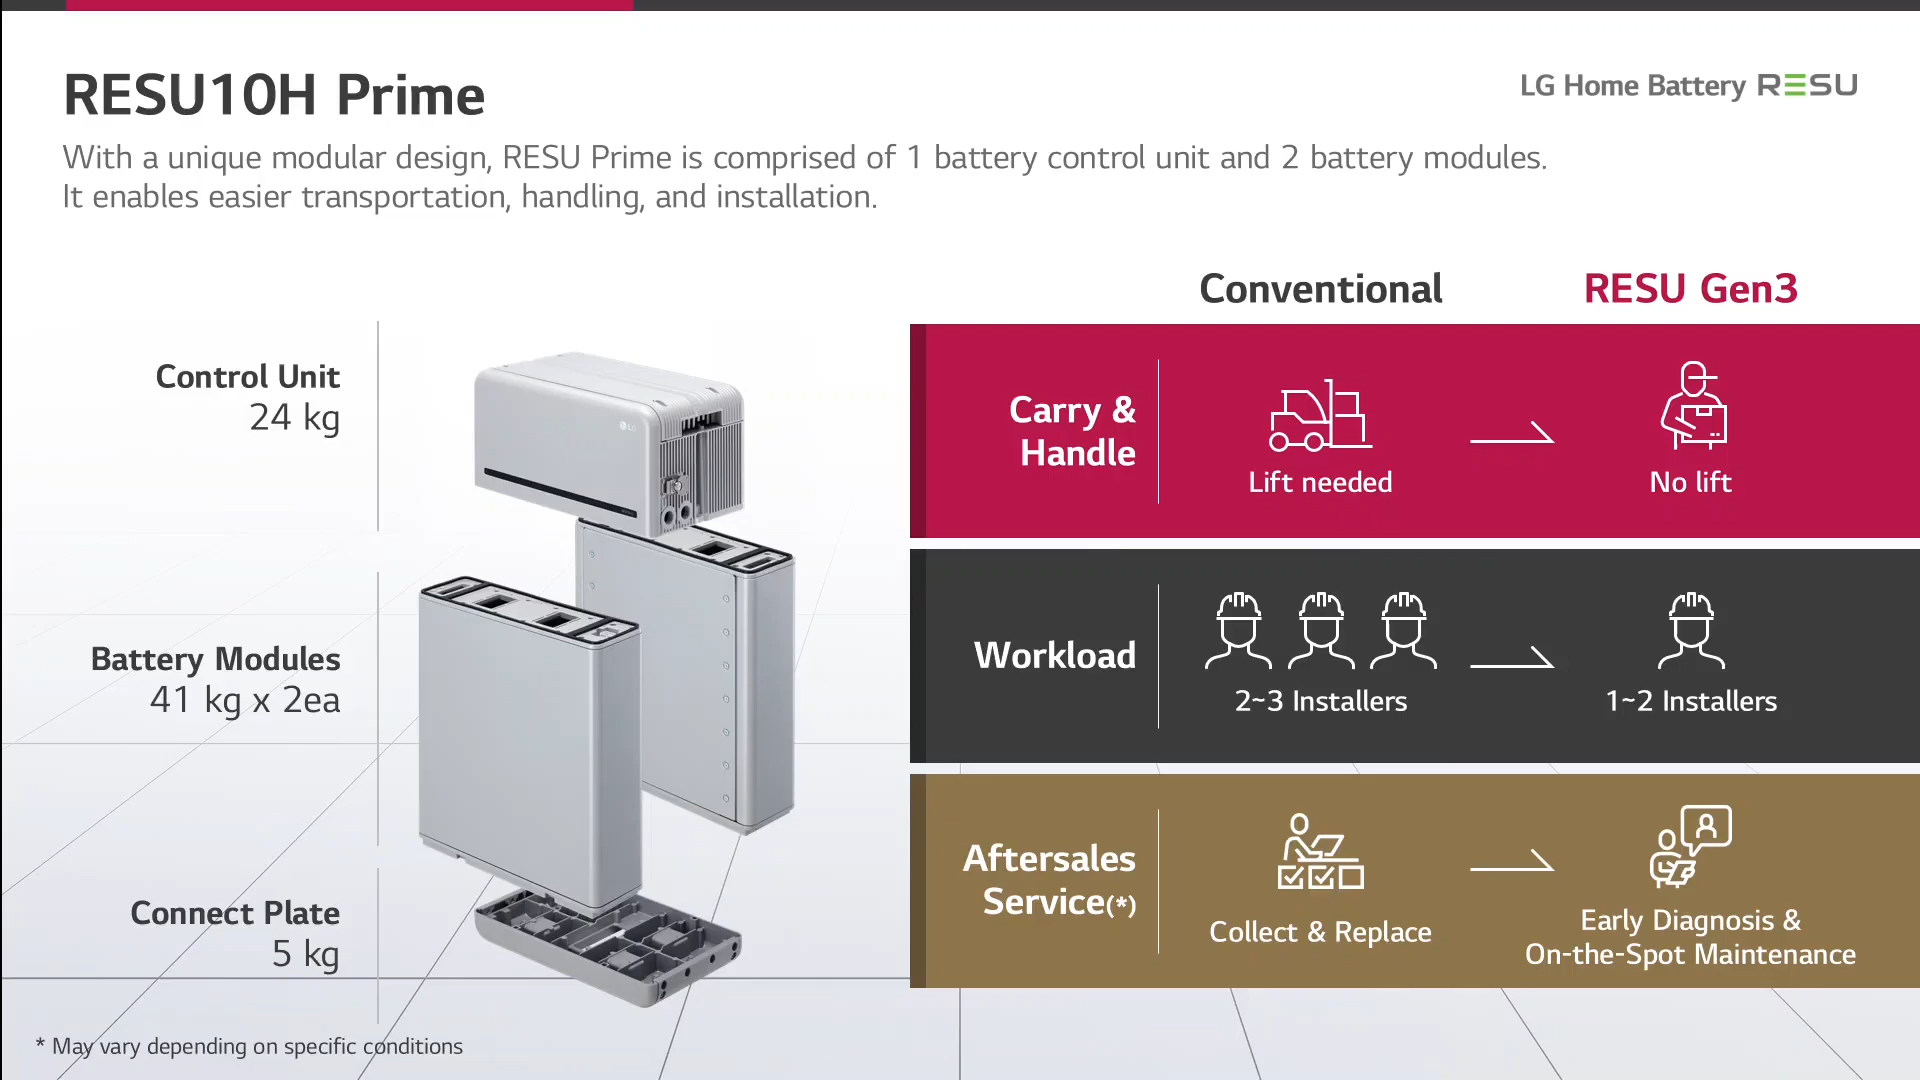 RESU10H Prime
LG Home Battery RESU
With a unique modular design, RESU Prime is comprised of 1 battery control unit and 2 battery modules.
It enables easier transportation, handling, and installation.
Conventional
RESU Gen3
Control Unit
24 kg
Battery Modules
41 kg x 2ea
Connect Plate
5 kg
LG
Carry &
Handle
Lift needed
No lift
Workload
2~3 Installers
1~2 Installers
Aftersales
Service(*)
Collect & Replace
Early Diagnosis &
On-the-Spot Maintenance
* May vary depending on specific conditions